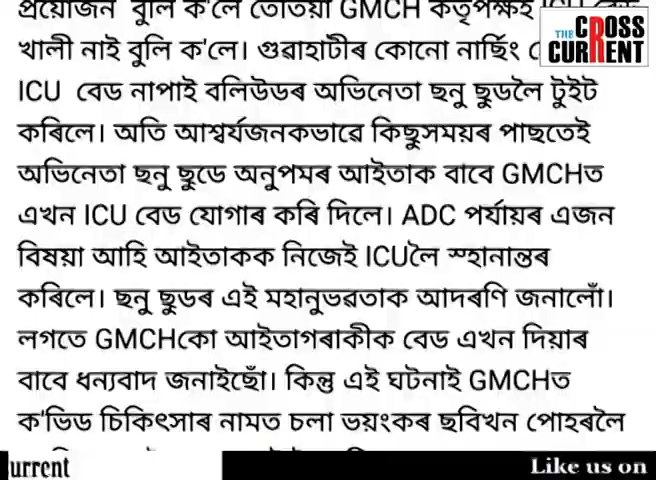 প্ৰয়োজন বুলি ক'লে তেতিয়া GMCH কৰ্তৃপক্ষই ICU বেড
THE CROSS CURRENT
খালী নাই বুলি ক'লে। গুৱাহাটীৰ কোনো নাৰ্ছিং
ICU বেড নাপাই বলিউডৰ অভিনেতা ছনু ছুডলৈ টুইট
কৰিলে। অতি আশ্বৰ্যজনকভাৱে কিছুসময়ৰ পাছতেই
অভিনেতা ছনু ছুডে অনুপমৰ আইতাক বাবে GMCHত
এখন ICU বেড যোগাৰ কৰি দিলে। ADC পৰ্যায়ৰ এজন
বিষয়া আহি আইতাকক নিজেই ICUলৈ স্হানান্তৰ
কৰিলে। ছনু ছুডৰ এই মহানুভৱতাক আদৰণি জনালোঁ।
লগতে GMCHকো আইতাগৰাকীক বেড এখন দিয়াৰ
বাবে ধন্যবাদ জনাইছোঁ। কিন্তু এই ঘটনাই GMCHত
ক'ভিড চিকিৎসাৰ নামত চলা ভয়ংকৰ ছবিখন পোহৰলৈ
urrent
Like us on